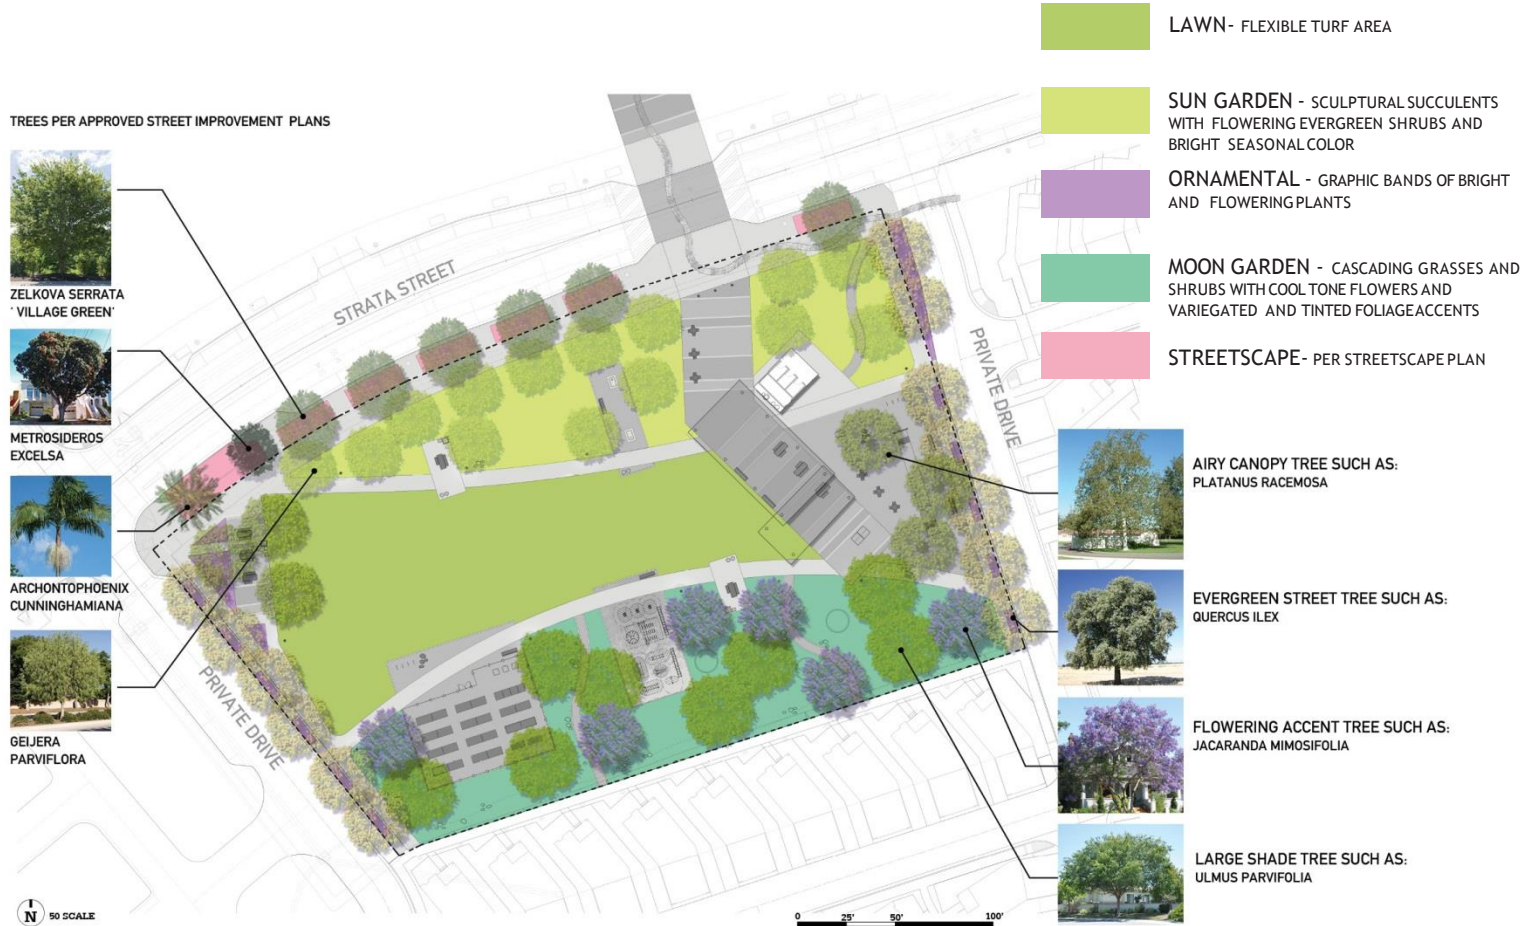 LAWN- FLEXIBLE TURF AREA
SUN GARDEN - SCULPTURAL SUCCULENTS
WITH FLOWERING EVERGREEN SHRUBS AND
BRIGHT SEASONAL COLOR
ORNAMENTAL - GRAPHIC BANDS OF BRIGHT
AND FLOWERING PLANTS
MOON GARDEN - CASCADING GRASSES AND
SHRUBS WITH COOL TONE FLOWERS AND
VARIEGATED AND TINTED FOLIAGE ACCENTS
STREETSCAPE- PER STREETSCAPE PLAN
TREES PER APPROVED STREET IMPROVEMENT PLANS
ZELKOVA SERRATA
' VILLAGE GREEN'
METROSIDEROS
EXCELSA
ARCHONTOPHOENIX
CUNNINGHAMIANA
GEIJERA
PARVIFLORA
STRATA STREET
PRIVATE DRIVE
PRIVATE DRIVE
AIRY CANOPY TREE SUCH AS:
PLATANUS RACEMOSA
EVERGREEN STREET TREE SUCH AS:
QUERCUS ILEX
FLOWERING ACCENT TREE SUCH AS:
JACARANDA MIMOSIFOLIA
LARGE SHADE TREE SUCH AS:
ULMUS PARVIFOLIA
N 50 SCALE
0 25' 50' 100'